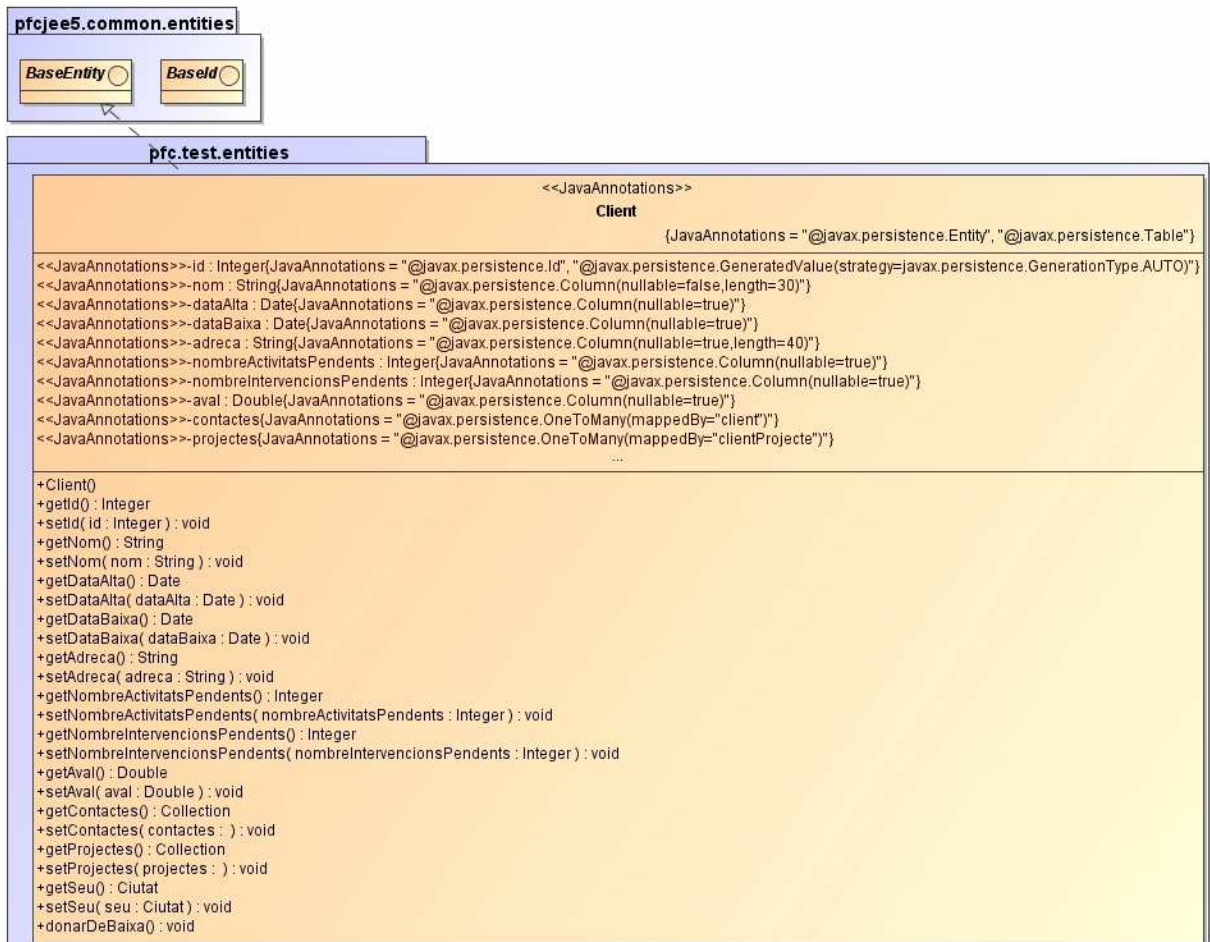 pfcjee5.common.entities
BaseEntity
BaseId
pfc.test.entities
<<JavaAnnotations>>
Client
{JavaAnnotations = "@javax.persistence.Entity", "@javax.persistence.Table"}
<<JavaAnnotations>>-id : Integer{JavaAnnotations = "@javax.persistence.Id", "@javax.persistence.GeneratedValue(strategy=javax.persistence.GenerationType.AUTO)"}
<<JavaAnnotations>>-nom : String{JavaAnnotations = "@javax.persistence.Column(nullable=false,length=30)"}
<<JavaAnnotations>>-dataAlta : Date{JavaAnnotations = "@javax.persistence.Column(nullable=true)"}
<<JavaAnnotations>>-dataBaixa : Date{JavaAnnotations = "@javax.persistence.Column(nullable=true)"}
<<JavaAnnotations>>-adreca : String{JavaAnnotations = "@javax.persistence.Column(nullable=true,length=40)"}
<<JavaAnnotations>>-nombreActivitatsPendents : Integer{JavaAnnotations = "@javax.persistence.Column(nullable=true)"}
<<JavaAnnotations>>-nombreIntervencionsPendents : Integer{JavaAnnotations = "@javax.persistence.Column(nullable=true)"}
<<JavaAnnotations>>-aval : Double{JavaAnnotations = "@javax.persistence.Column(nullable=true)"}
<<JavaAnnotations>>-contactes{JavaAnnotations = "@javax.persistence.OneToMany(mappedBy="client")"}
<<JavaAnnotations>>-projectes{JavaAnnotations = "@javax.persistence.OneToMany(mappedBy="clientProjecte")"}
...
+Client()
+getId() : Integer
+setId( id : Integer ) : void
+getNom() : String
+setNom( nom : String ) : void
+getDataAlta() : Date
+setDataAlta( dataAlta : Date ) : void
+getDataBaixa() : Date
+setDataBaixa( dataBaixa : Date ) : void
+getAdreca() : String
+setAdreca( adreca : String ) : void
+getNombreActivitatsPendents() : Integer
+setNombreActivitatsPendents( nombreActivitatsPendents : Integer ) : void
+getNombreIntervencionsPendents() : Integer
+setNombreIntervencionsPendents( nombreIntervencionsPendents : Integer ) : void
+getAval() : Double
+setAval( aval : Double ) : void
+getContactes() : Collection
+setContactes( contactes : ) : void
+getProjectes() : Collection
+setProjectes( projectes : ) : void
+getSeu() : Ciutat
+setSeu( seu : Ciutat ) : void
+donarDeBaixa() : void